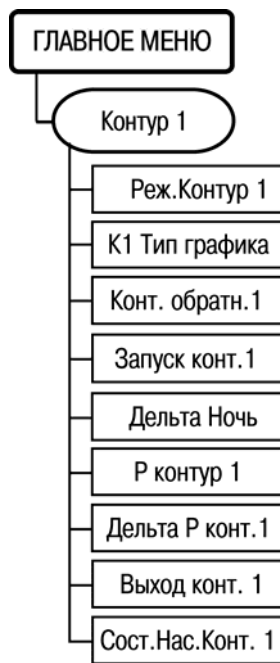 ГЛАВНОЕ МЕНЮ
Контур 1
Реж.Контур 1
К1 Тип графика
Конт. обратн.1
Запуск конт.1
Дельта Ночь
Р контур 1
Дельта Р конт.1
Выход конт. 1
Сост.Нас.Конт. 1